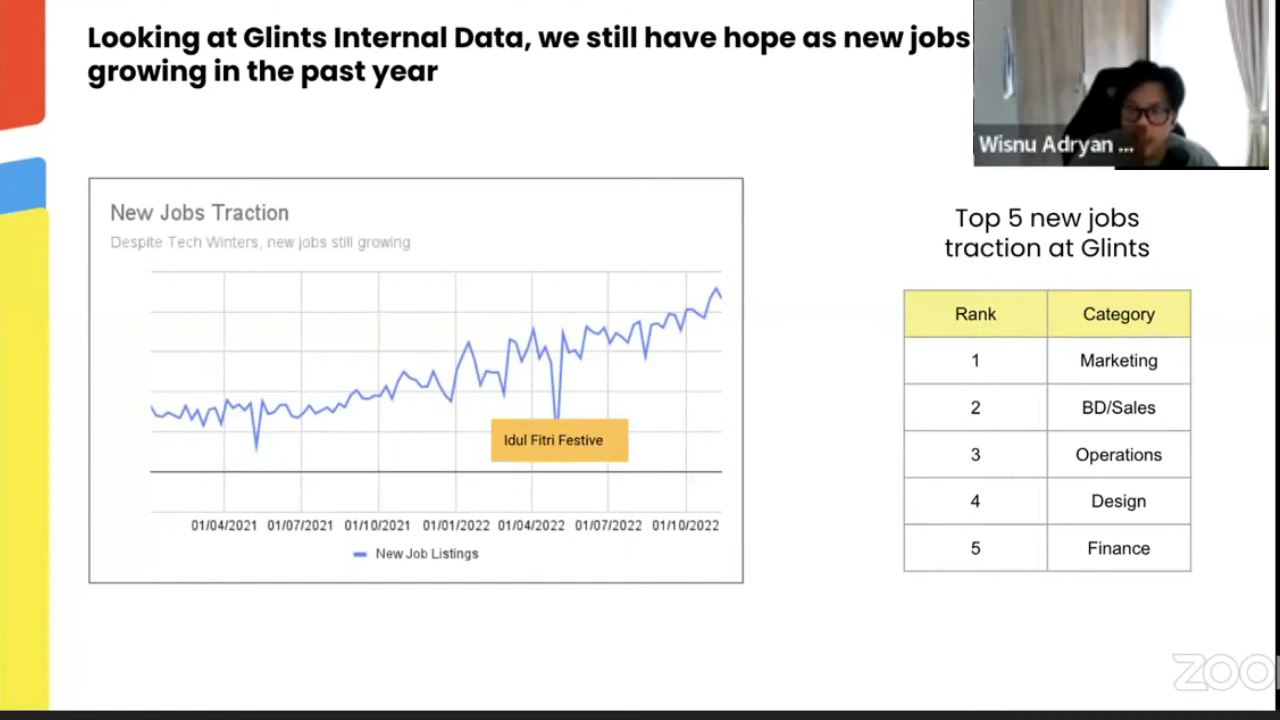 Looking at Glints Internal Data, we still have hope as new jobs
growing in the past year
Wisnu Adryan ...
New Jobs Traction
Despite Tech Winters, new jobs still growing
Idul Fitri Festive
01/04/2021 01/07/2021 01/10/2021 01/01/2022 01/04/2022 01/07/2022 01/10/2022
New Job Listings
Top 5 new jobs
traction at Glints
Rank Category
1 Marketing
2 BD/Sales
3 Operations
4 Design
5 Finance